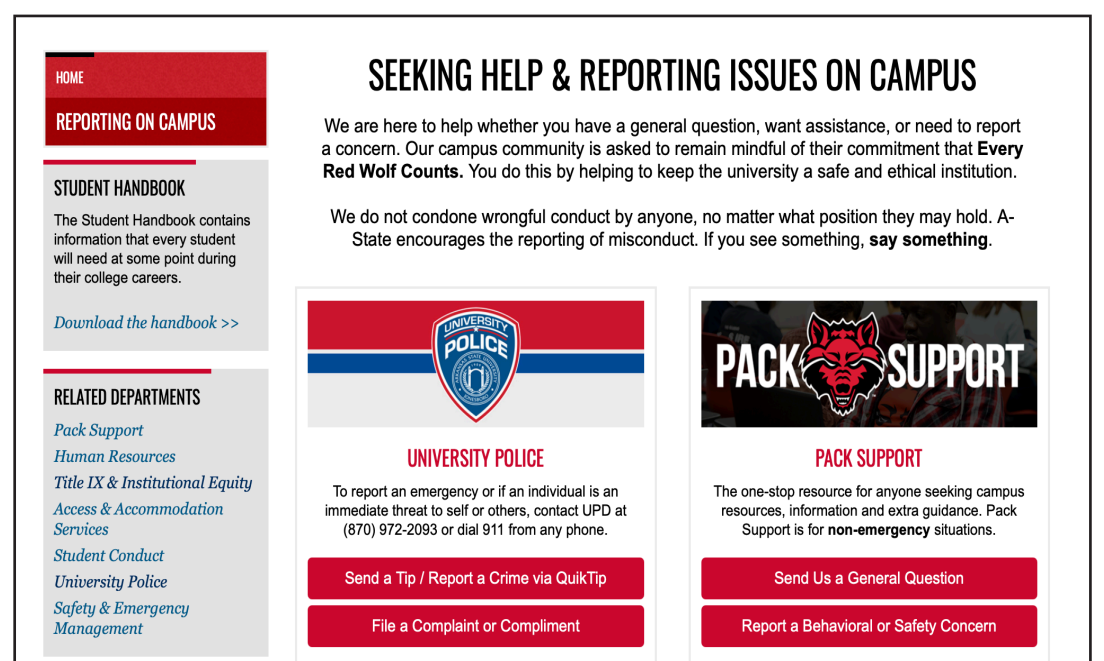 HOME
REPORTING ON CAMPUS
STUDENT HANDBOOK
The Student Handbook contains
information that every student
will need at some point during
their college careers.
Download the handbook >>
RELATED DEPARTMENTS
Pack Support
Human Resources
Title IX & Institutional Equity
Access & Accommodation
Services
Student Conduct
University Police
Safety & Emergency
Management
SEEKING HELP & REPORTING ISSUES ON CAMPUS
We are here to help whether you have a general question, want assistance, or need to report
a concern. Our campus community is asked to remain mindful of their commitment that Every
Red Wolf Counts. You do this by helping to keep the university a safe and ethical institution.
We do not condone wrongful conduct by anyone, no matter what position they may hold. A-
State encourages the reporting of misconduct. If you see something, say something.
UNIVERSITY
POLICE
ARKANSAS STATE UNIVERSITY
JONESBORO
UNIVERSITY POLICE
To report an emergency or if an individual is an
immediate threat to self or others, contact UPD at
(870) 972-2093 or dial 911 from any phone.
Send a Tip / Report a Crime via QuikTip
File a Complaint or Compliment
PACK SUPPORT
PACK SUPPORT
The one-stop resource for anyone seeking campus
resources, information and extra guidance. Pack
Support is for non-emergency situations.
Send Us a General Question
Report a Behavioral or Safety Concern